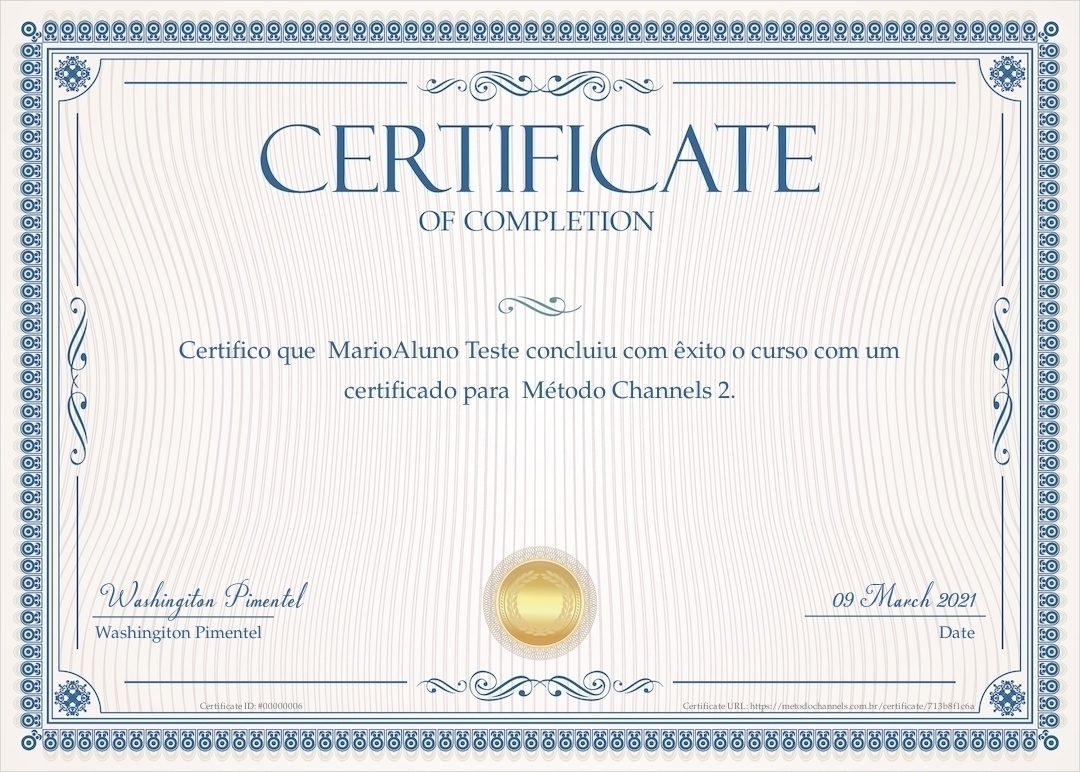 CERTIFICATE
OF COMPLETION
Certifico que MarioAluno Teste concluiu com êxito o curso com um
certificado para Método Channels 2.
Washingiton Pimentel
Washingiton Pimentel
09 March 2021
Date
Certificate ID: #00000006
Certificate URL: https://metodochannels.com.br/certificate/713b8f1c6a